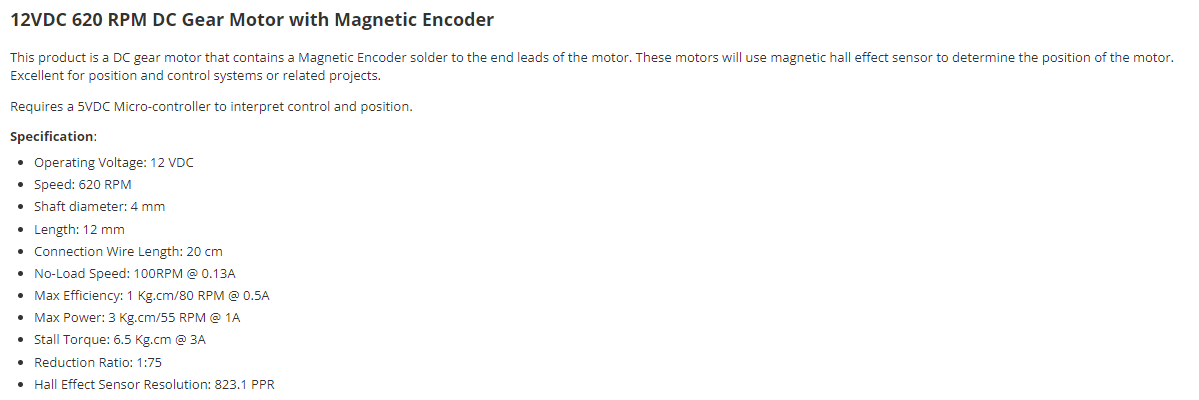 12VDC 620 RPM DC Gear Motor with Magnetic Encoder
This product is a DC gear motor that contains a Magnetic Encoder solder to the end leads of the motor. These motors will use magnetic hall effect sensor to determine the position of the motor.
Excellent for position and control systems or related projects.
Requires a 5VDC Micro-controller to interpret control and position.
Specification:
• Operating Voltage: 12 VDC
• Speed: 620 RPM
• Shaft diameter: 4 mm
• Length: 12 mm
• Connection Wire Length: 20 cm
• No-Load Speed: 100RPM @ 0.13A
• Max Efficiency: 1 Kg.cm/80 RPM @ 0.5A
• Max Power: 3 Kg.cm/55 RPM @ 1A
• Stall Torque: 6.5 Kg.cm @ 3A
• Reduction Ratio: 1:75
• Hall Effect Sensor Resolution: 823.1 PPR